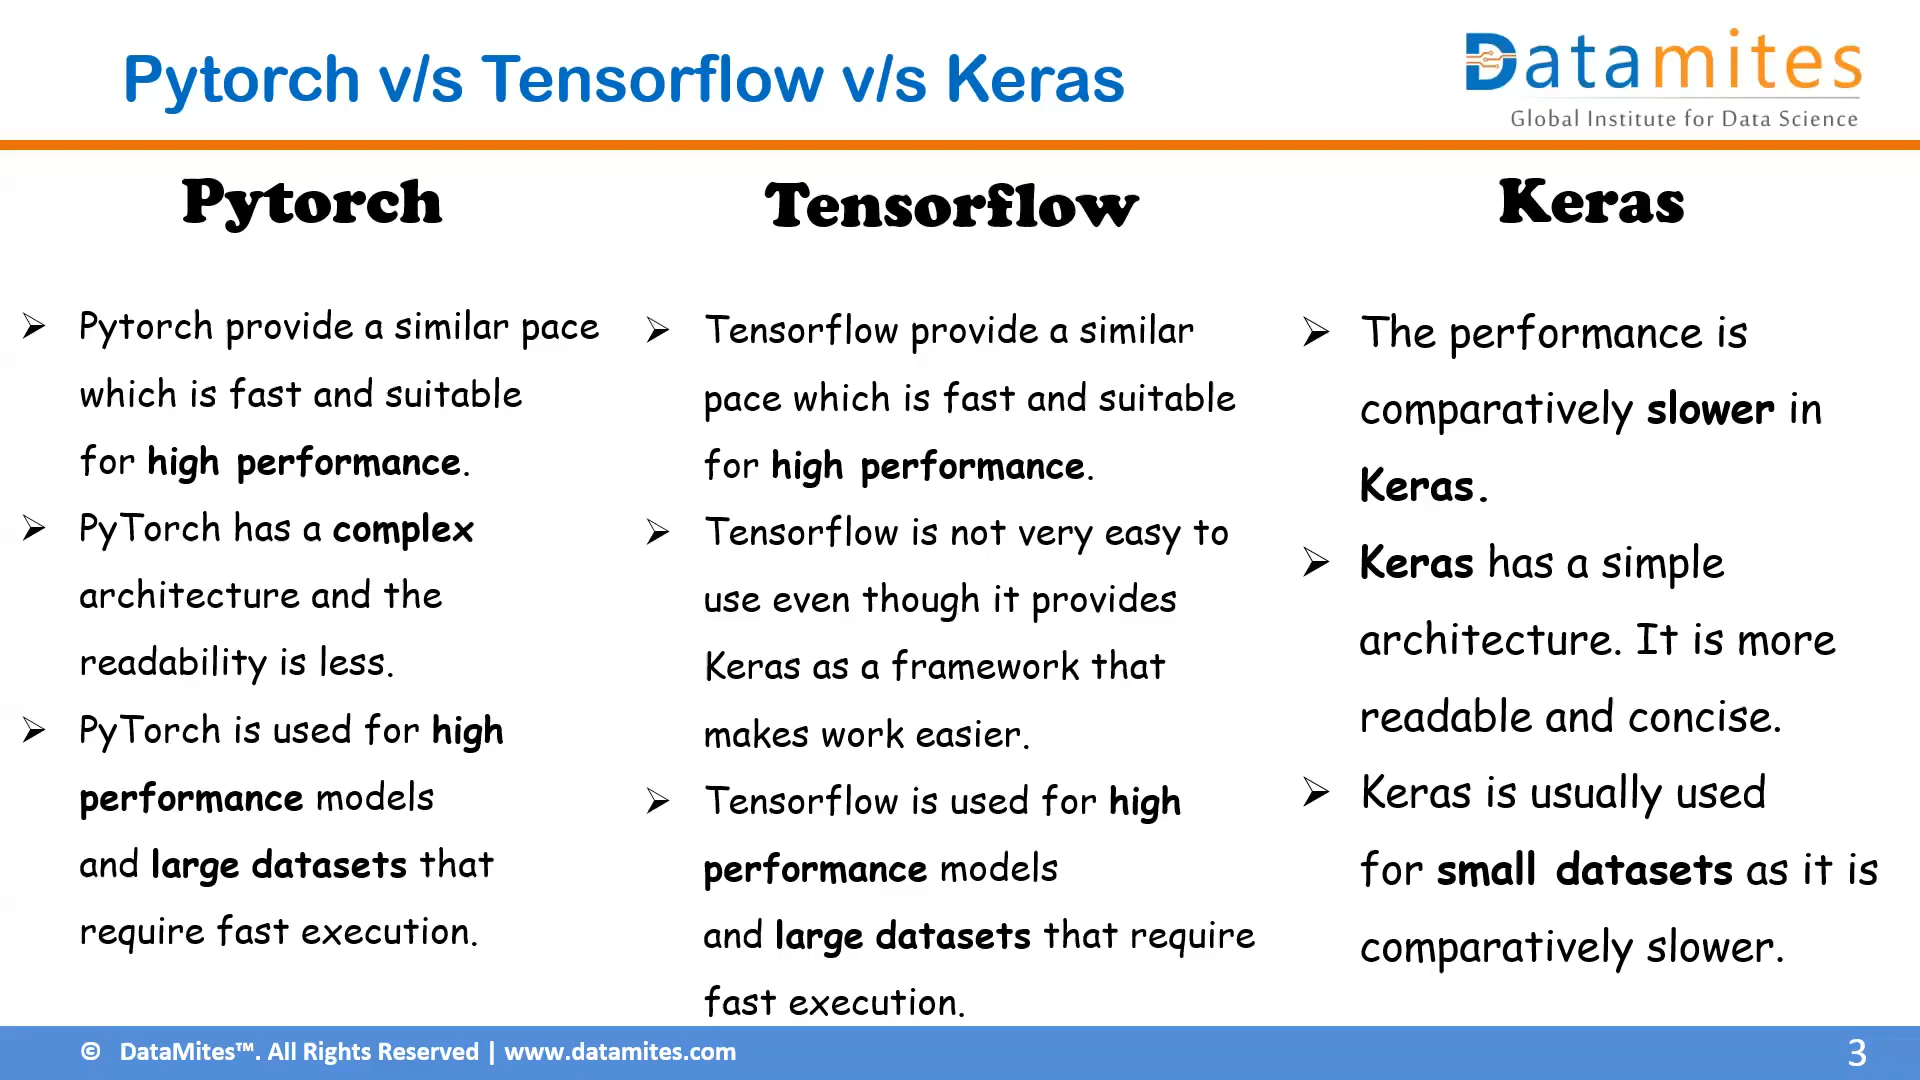 Pytorch v/s Tensorflow v/s Keras
Datamites
Global Institute for Data Science
Pytorch
➢ Pytorch provide a similar pace
which is fast and suitable
for high performance.
➢ PyTorch has a complex
architecture and the
readability is less.
➢ PyTorch is used for high
performance models
and large datasets that
require fast execution.
Tensorflow
➢ Tensorflow provide a similar
pace which is fast and suitable
for high performance.
➢ Tensorflow is not very easy to
use even though it provides
Keras as a framework that
makes work easier.
➢ Tensorflow is used for high
performance models
and large datasets that require
fast execution.
Keras
➢ The performance is
comparatively slower in
Keras.
➢ Keras has a simple
architecture. It is more
readable and concise.
➢ Keras is usually used
for small datasets as it is
comparatively slower.
© DataMites™. All Rights Reserved | www.datamites.com
3